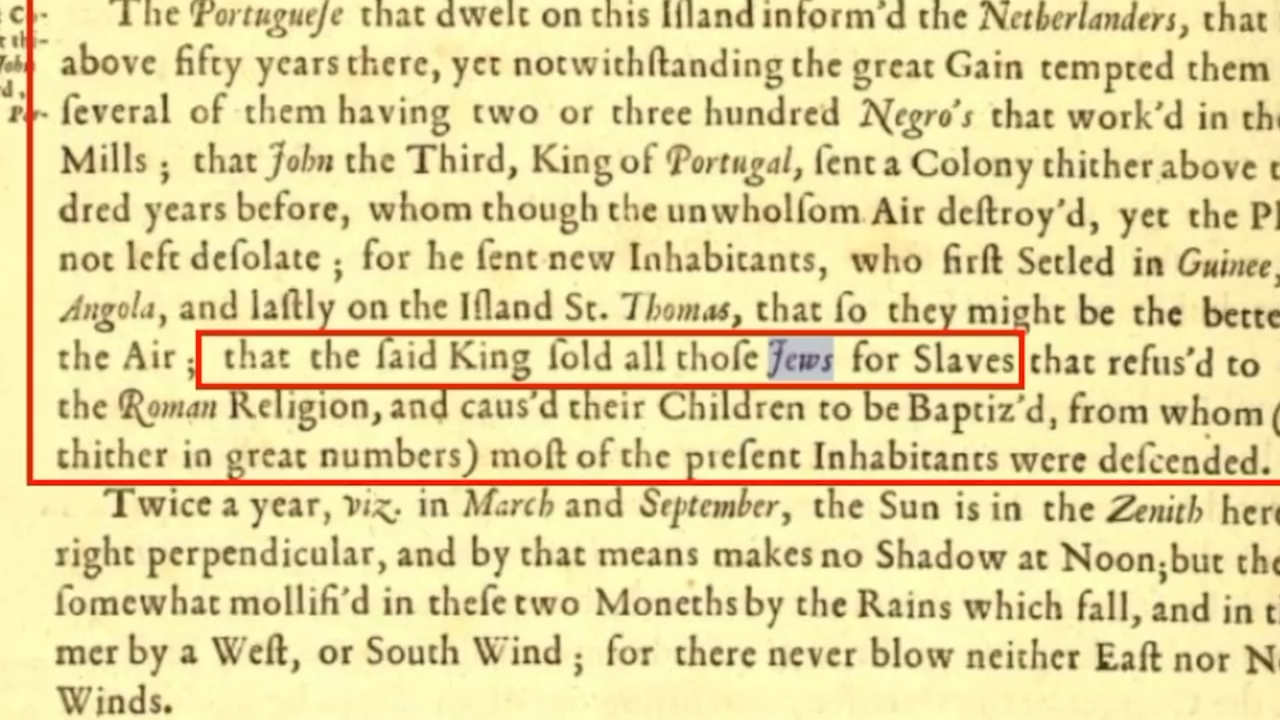 The Portugueſe that dwelt on this Iſland inform'd the Netherlanders, that
above fifty years there, yet notwithſtanding the great Gain tempted them
ſeveral of them having two or three hundred Negro's that work'd in the
Mills ; that John the Third, King of Portugal, ſent a Colony thither above
dred years before, whom though the unwholſom Air deſtroy'd, yet the
not left deſolate ; for he ſent new Inhabitants, who firſt Setled in Guinee,
Angola, and laſtly on the Iſland St. Thomas, that ſo they might be the bette
the Air ; that the ſaid King ſold all thoſe Jews for Slaves that refus'd to
the Roman Religion, and caus'd their Children to be Baptiz'd, from whom (
thither in great numbers) moſt of the preſent Inhabitants were deſcended.
Twice a year, viz. in March and September, the Sun is in the Zenith here
right perpendicular, and by that means makes no Shadow at Noon; but the
ſomewhat mollifi'd in theſe two Moneths by the Rains which fall, and in
mer by a Weſt, or South Wind ; for there never blow neither Eaſt nor
Winds.